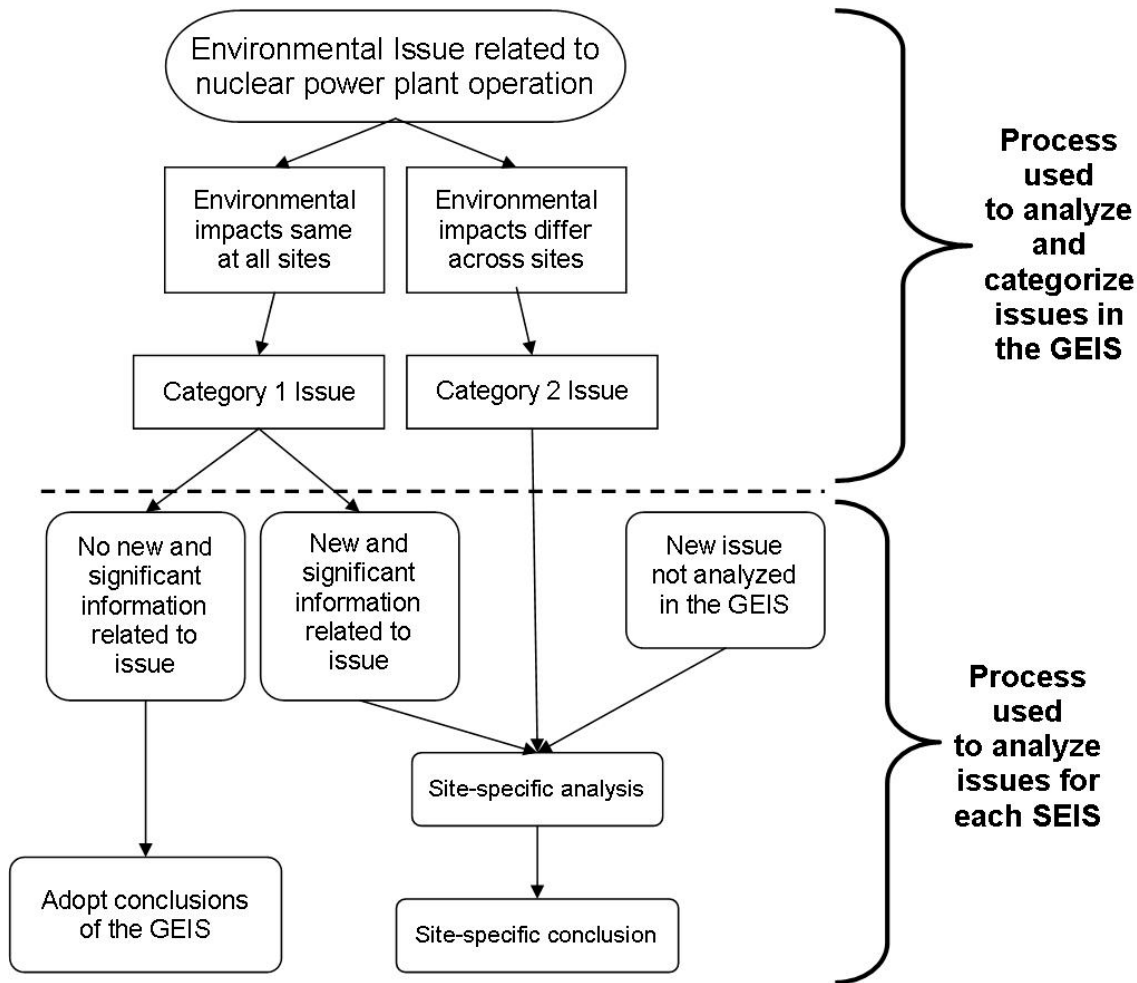 Environmental Issue related to
nuclear power plant operation
Environmental
impacts same
at all sites
Environmental
impacts differ
across sites
Category 1 Issue
Category 2 Issue
Process
used
to analyze
and
categorize
issues in
the GEIS
No new and
significant
information
related to
issue
New and
significant
information
related to
issue
New issue
not analyzed
in the GEIS
Site-specific analysis
Adopt conclusions
of the GEIS
Site-specific conclusion
Process
used
to analyze
issues for
each SEIS